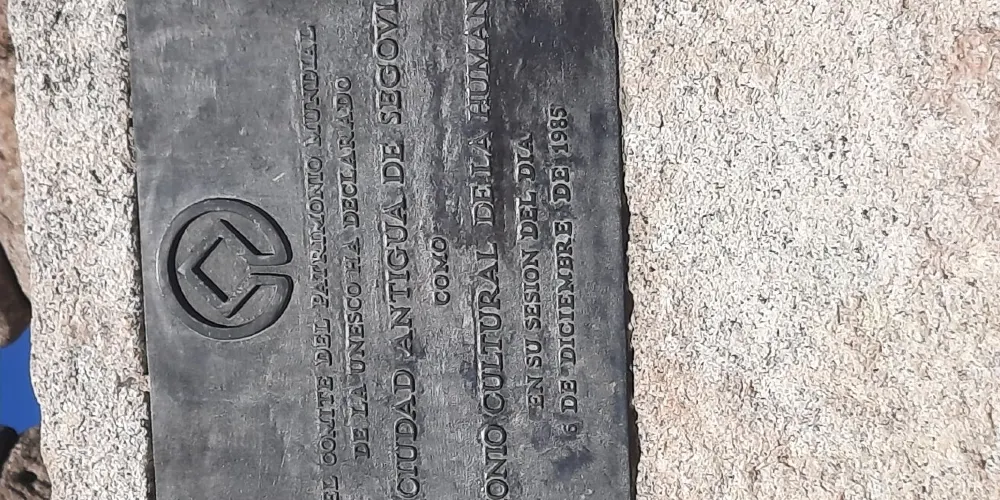 EL COMITE DEL PATRIMONIO MUNDIAL
DE LA UNESCO HA DECLARADO
CIUDAD ANTIGUA DE SEGOVI
COMO
ONIO CULTURAL DE LA HUMAN
EN SU SESION DEL DIA
6 DE DICIEMBRE DE 1985